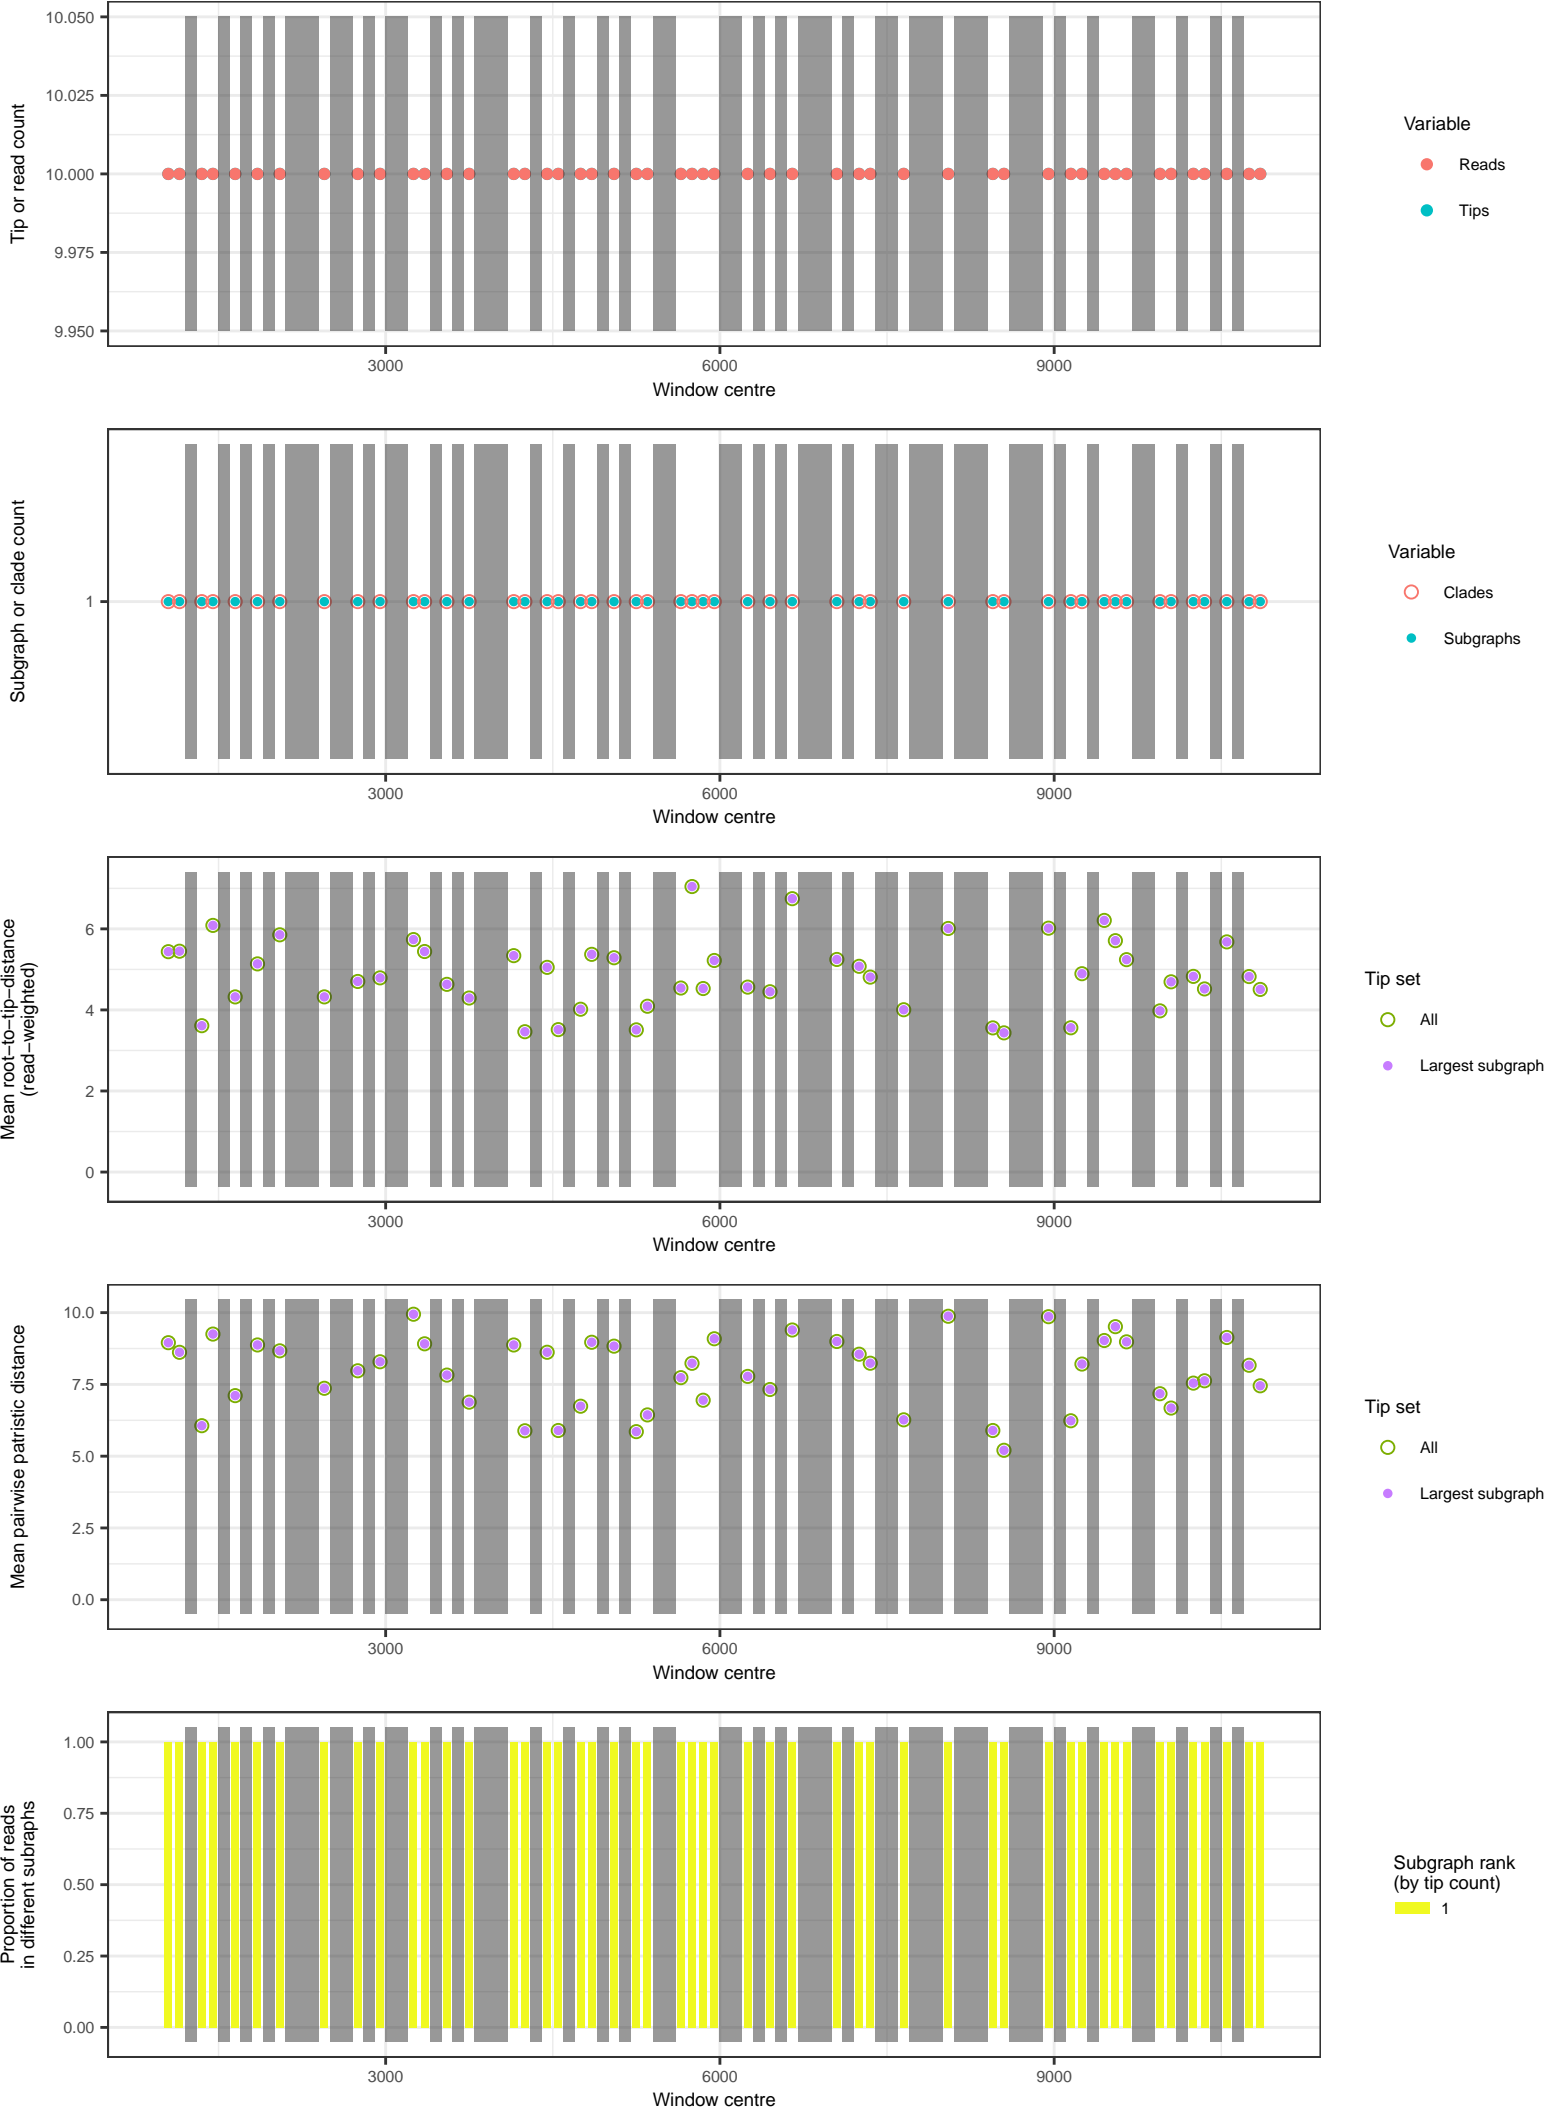 10.050
10.025
10.000
9.975
9.950
Tip or read count
3000
6000
9000
Window centre
Variable
Reads
Tips
1
Subgraph or clade count
3000
6000
9000
Window centre
Variable
Clades
Subgraphs
6
4
2
0
Mean root−to−tip−distance
(read−weighted)
3000
6000
9000
Window centre
Tip set
All
Largest subgraph
10.0
7.5
5.0
2.5
0.0
Mean pairwise patristic distance
3000
6000
9000
Window centre
Tip set
All
Largest subgraph
1.00
0.75
0.50
0.25
0.00
Proportion of reads
in different subraphs
3000
6000
9000
Window centre
Subgraph rank
(by tip count)
1